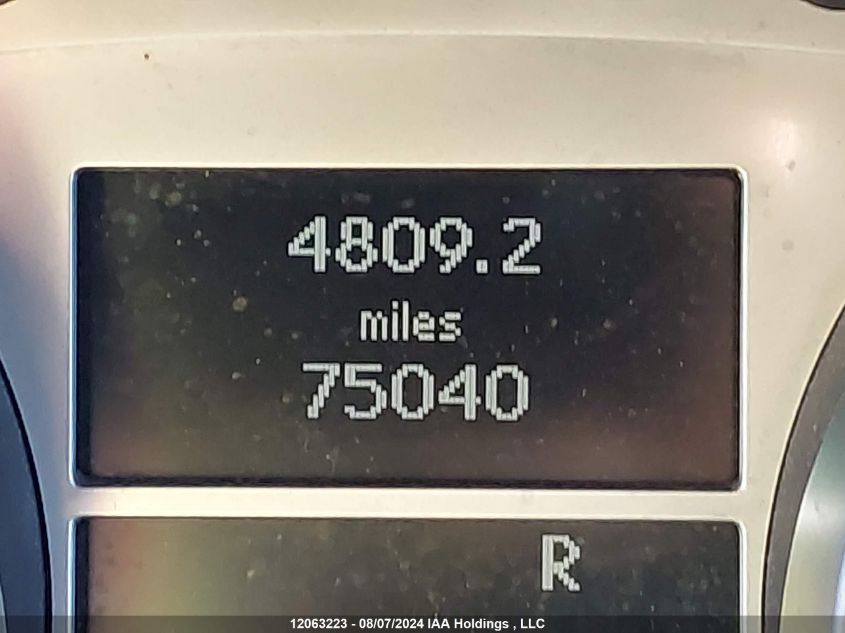 4809.2
miles
75040
R
12063223 - 08/07/2024 IAA Holdings , LLC